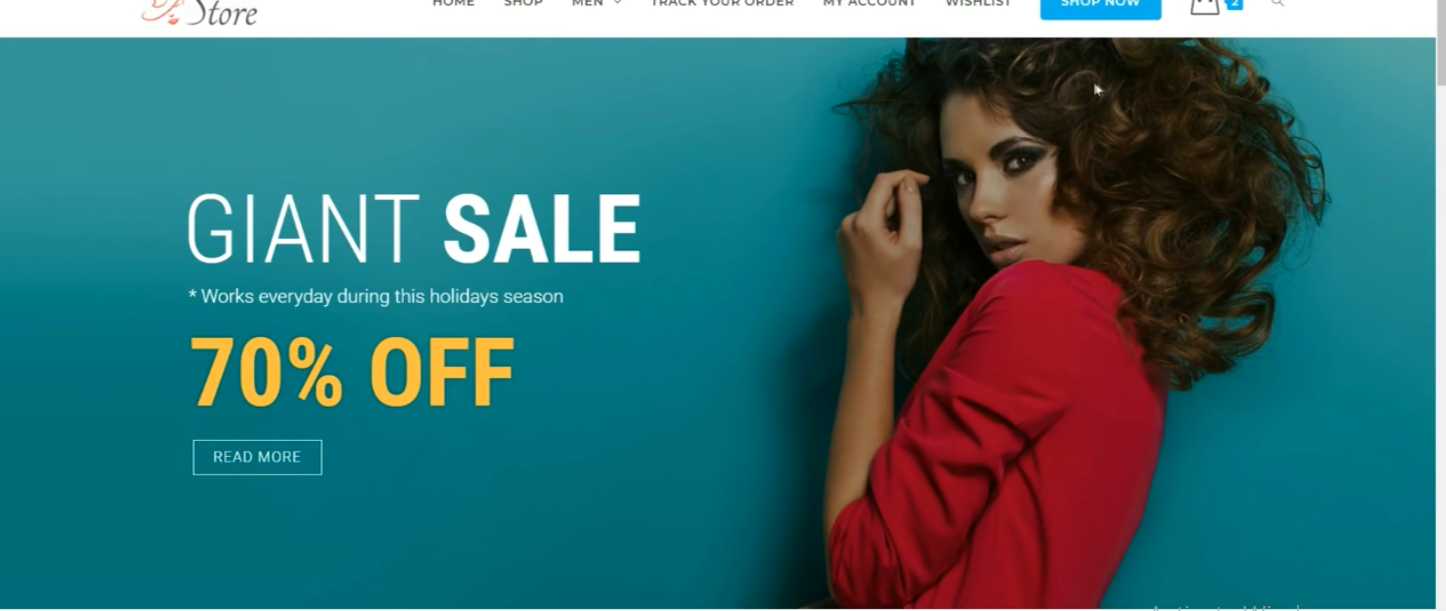 Store
HOME SHOP MEN TRACK YOUR ORDER MY ACCOUNT WISHLIST SHOP NOW 2
GIANT SALE
* Works everyday during this holidays season
70% OFF
READ MORE